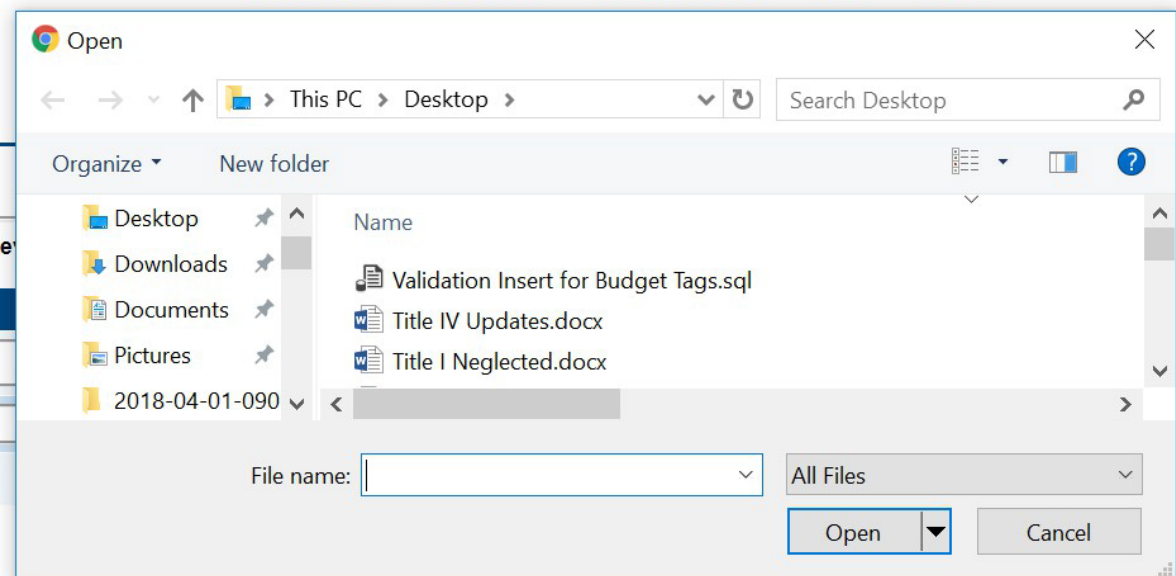 Open
This PC > Desktop >
Search Desktop
Organize
New folder
Desktop
Downloads
Documents
Pictures
2018-04-01-090
Name
Validation Insert for Budget Tags.sql
Title IV Updates.docx
Title I Neglected.docx
File name:
All Files
Open
Cancel